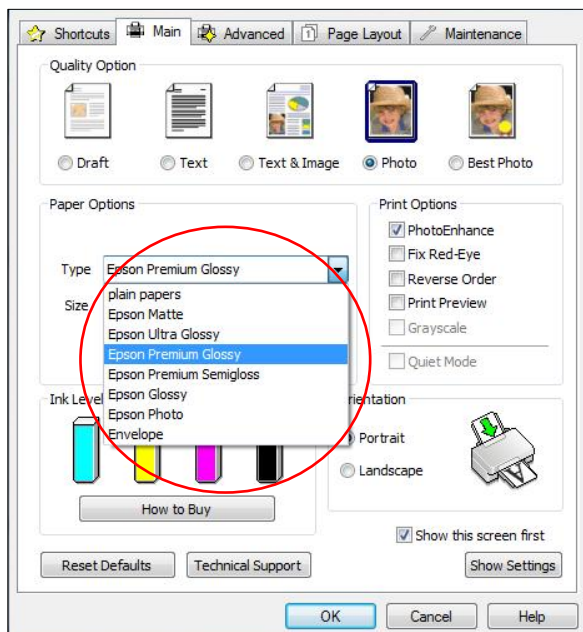 Shortcuts Main Advanced 1 Page Layout Maintenance
Quality Option
Draft Text Text & Image Photo Best Photo
Paper Options
Type Epson Premium Glossy
Size
plain papers
Epson Matte
Epson Ultra Glossy
Epson Premium Glossy
Epson Premium Semigloss
Epson Glossy
Epson Photo
Envelope
Print Options
PhotoEnhance
Fix Red-Eye
Reverse Order
Print Preview
Grayscale
Quiet Mode
Portrait
Landscape
How to Buy
Show this screen first
Reset Defaults Technical Support Show Settings
OK Cancel Help